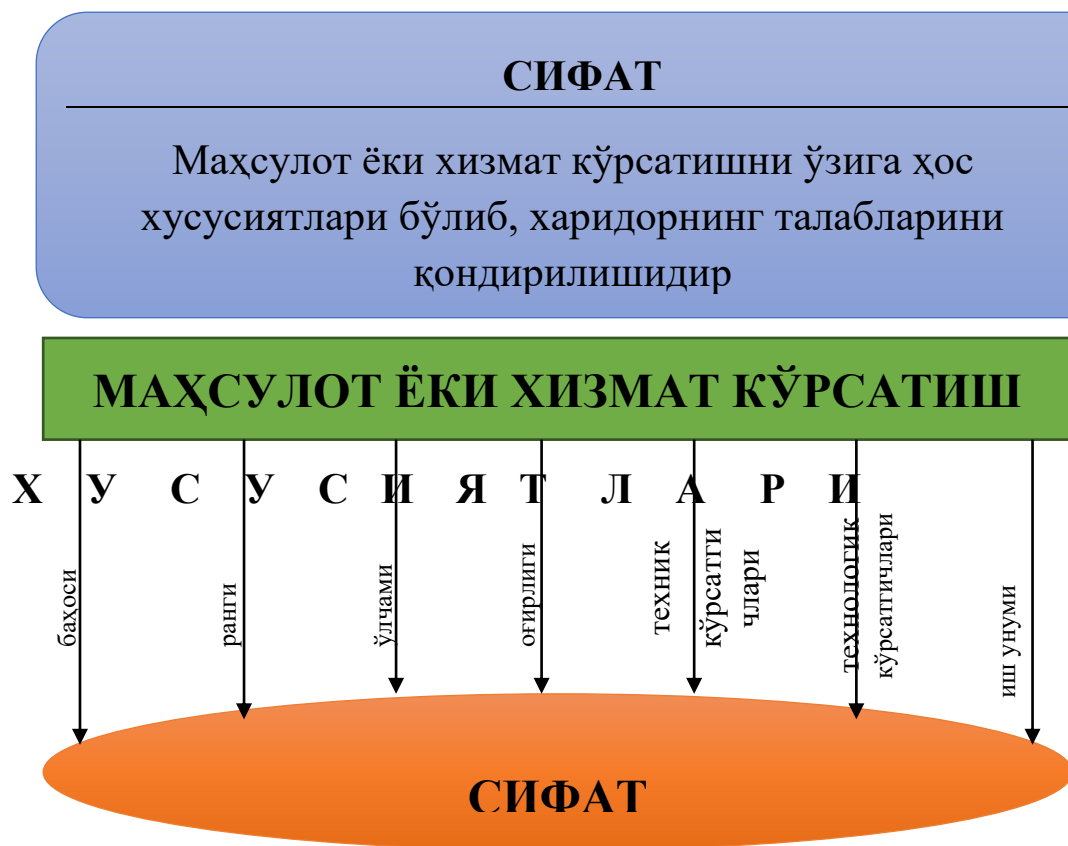 СИФАТ
Маҳсулот ёки хизмат кўрсатишни ўзига ҳос
хусусиятлари бўлиб, харидорнинг талабларини
қондирилишидир
МАҲСУЛОТ ЁКИ ХИЗМАТ КЎРСАТИШ
Х У С У С И Я Т Л А Р И
баҳоси
ранги
ўлчами
оғирлиги
техник
кўрсатги
члари
технологик
кўрсатгичлари
иш унуми
СИФАТ